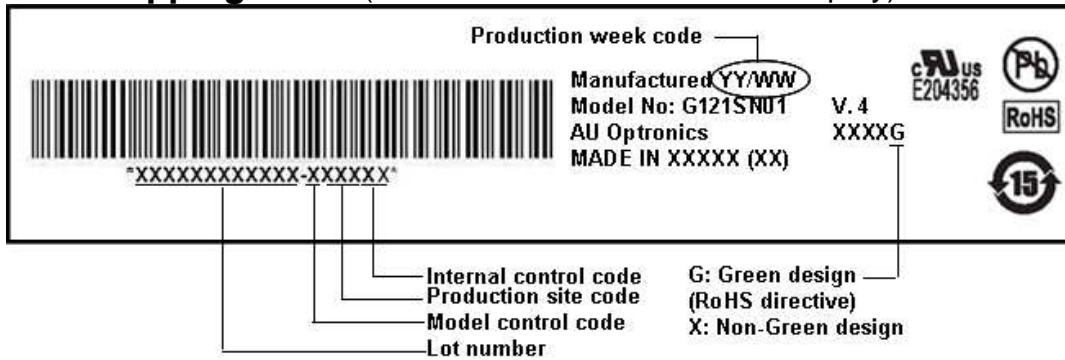 Production week code
Manufactured YY/WW
Model No: G121SN01 V.4
AU Optronics XXXXG
MADE IN XXXXX (XX)
c RU us
E204356
Pb
RoHS
15
*XXXXXXXXXXXXX-XXXXXX*
Internal control code
Production site code
Model control code
Lot number
G: Green design
(RoHS directive)
X: Non-Green design